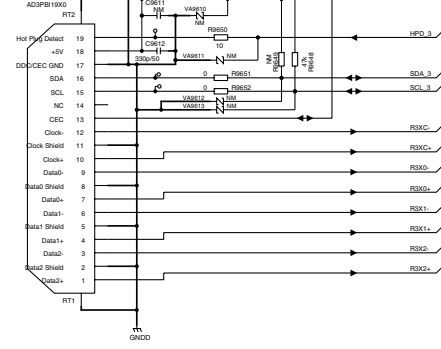 AD3PBI19X0
RT2
C9611
NM
VA9610
NM
Hot Plug Detect 19
R9650
10
HPD_3
+5V 18
C9612
330p/50
VA9611
NM
NM
R9649
47k
R9648
DDC/CEC GND 17
SDA 16
0 R9651
SDA_3
SCL 15
0 R9652
SCL_3
NC 14
VA9612 NM
VA9613 NM
CEC 13
Clock- 12
R3XC-
Clock Shield 11
Clock+ 10
R3XC+
Data0- 9
R3X0-
Data0 Shield 8
Data0+ 7
R3X0+
Data1- 6
R3X1-
Data1 Shield 5
Data1+ 4
R3X1+
Data2- 3
R3X2-
Data2 Shield 2
Data2+ 1
R3X2+
RT1
GNDD